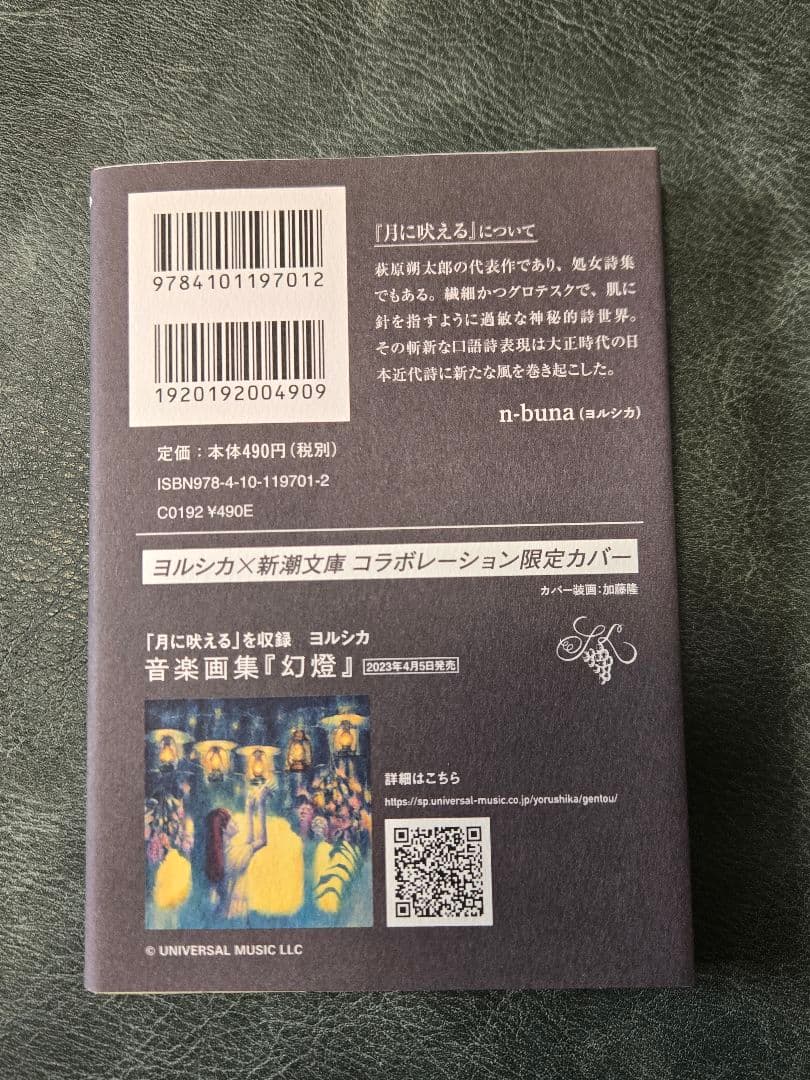 9784101197012
1920192004909
定価：本体490円（税別）
ISBN978-4-10-119701-2
C0192 ¥490E
『月に吠える』について
萩原朔太郎の代表作であり、処女詩集
でもある。繊細かつグロテスクで、肌に
針を指すように過敏な神秘的詩世界。
その斬新な口語詩表現は大正時代の日
本近代詩に新たな風を巻き起こした。
n-buna（ヨルシカ）
ヨルシカ×新潮文庫 コラボレーション限定カバー
カバー装画：加藤隆
「月に吠える」を収録　ヨルシカ
音楽画集『幻燈』 2023年4月5日発売
詳細はこちら
https://sp.universal-music.co.jp/yorushika/gentou/
© UNIVERSAL MUSIC LLC